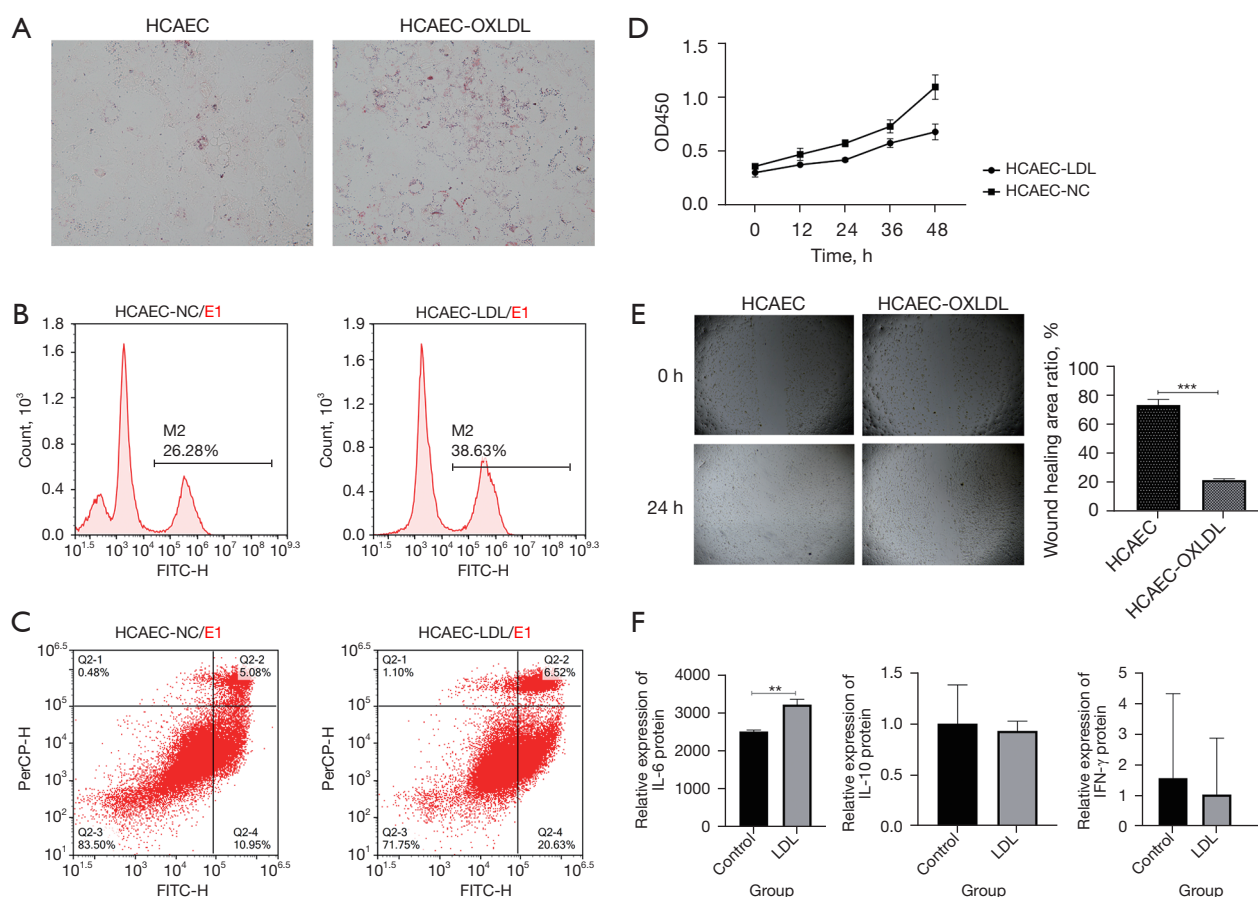 A
HCAEC
HCAEC-OXLDL
B
HCAEC-NC/E1
Count, 10³
1.8
1.6
1.2
0.8
0.4
0.0
M2
26.28%
10^1.5 10³ 10⁴ 10⁵ 10⁶ 10⁷ 10⁸ 10^9.3
FITC-H
HCAEC-LDL/E1
Count, 10³
1.9
1.6
1.2
0.8
0.4
0.0
M2
38.63%
10^1.5 10³ 10⁴ 10⁵ 10⁶ 10⁷ 10⁸ 10^9.3
FITC-H
C
HCAEC-NC/E1
PerCP-H
10^6.5
10⁵
10⁴
10³
10²
10¹
Q2-1
0.48%
Q2-2
5.08%
Q2-3
83.50%
Q2-4
10.95%
10¹ 10² 10³ 10⁴ 10⁵ 10^6.5
FITC-H
HCAEC-LDL/E1
PerCP-H
10^6.5
10⁵
10⁴
10³
10²
10¹
Q2-1
1.10%
Q2-2
6.52%
Q2-3
71.75%
Q2-4
20.63%
10¹ 10² 10³ 10⁴ 10⁵ 10^6.5
FITC-H
D
OD450
1.5
1.0
0.5
0.0
0 12 24 36 48
Time, h
HCAEC-LDL
HCAEC-NC
E
HCAEC
HCAEC-OXLDL
0 h
24 h
Wound healing area ratio, %
100
80
60
40
20
0
***
HCAEC
HCAEC-OXLDL
F
Relative expression of
IL-6 protein
4000
3000
2000
1000
0
**
Control
LDL
Group
Relative expression of
IL-10 protein
1.5
1.0
0.5
0.0
Control
LDL
Group
Relative expression of
IFN-γ protein
5
4
3
2
1
0
Control
LDL
Group